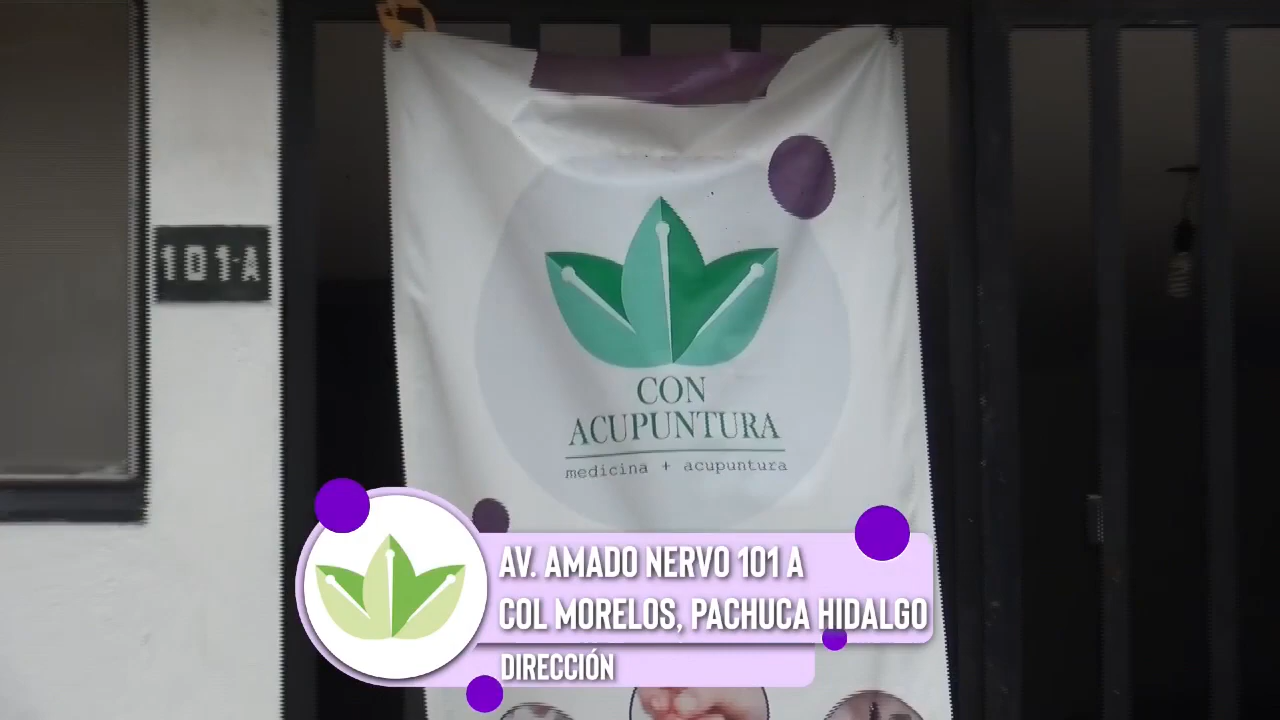 101-A
CON
ACUPUNTURA
medicina + acupuntura
AV. AMADO NERVO 101 A
COL MORELOS, PACHUCA HIDALGO
DIRECCIÓN